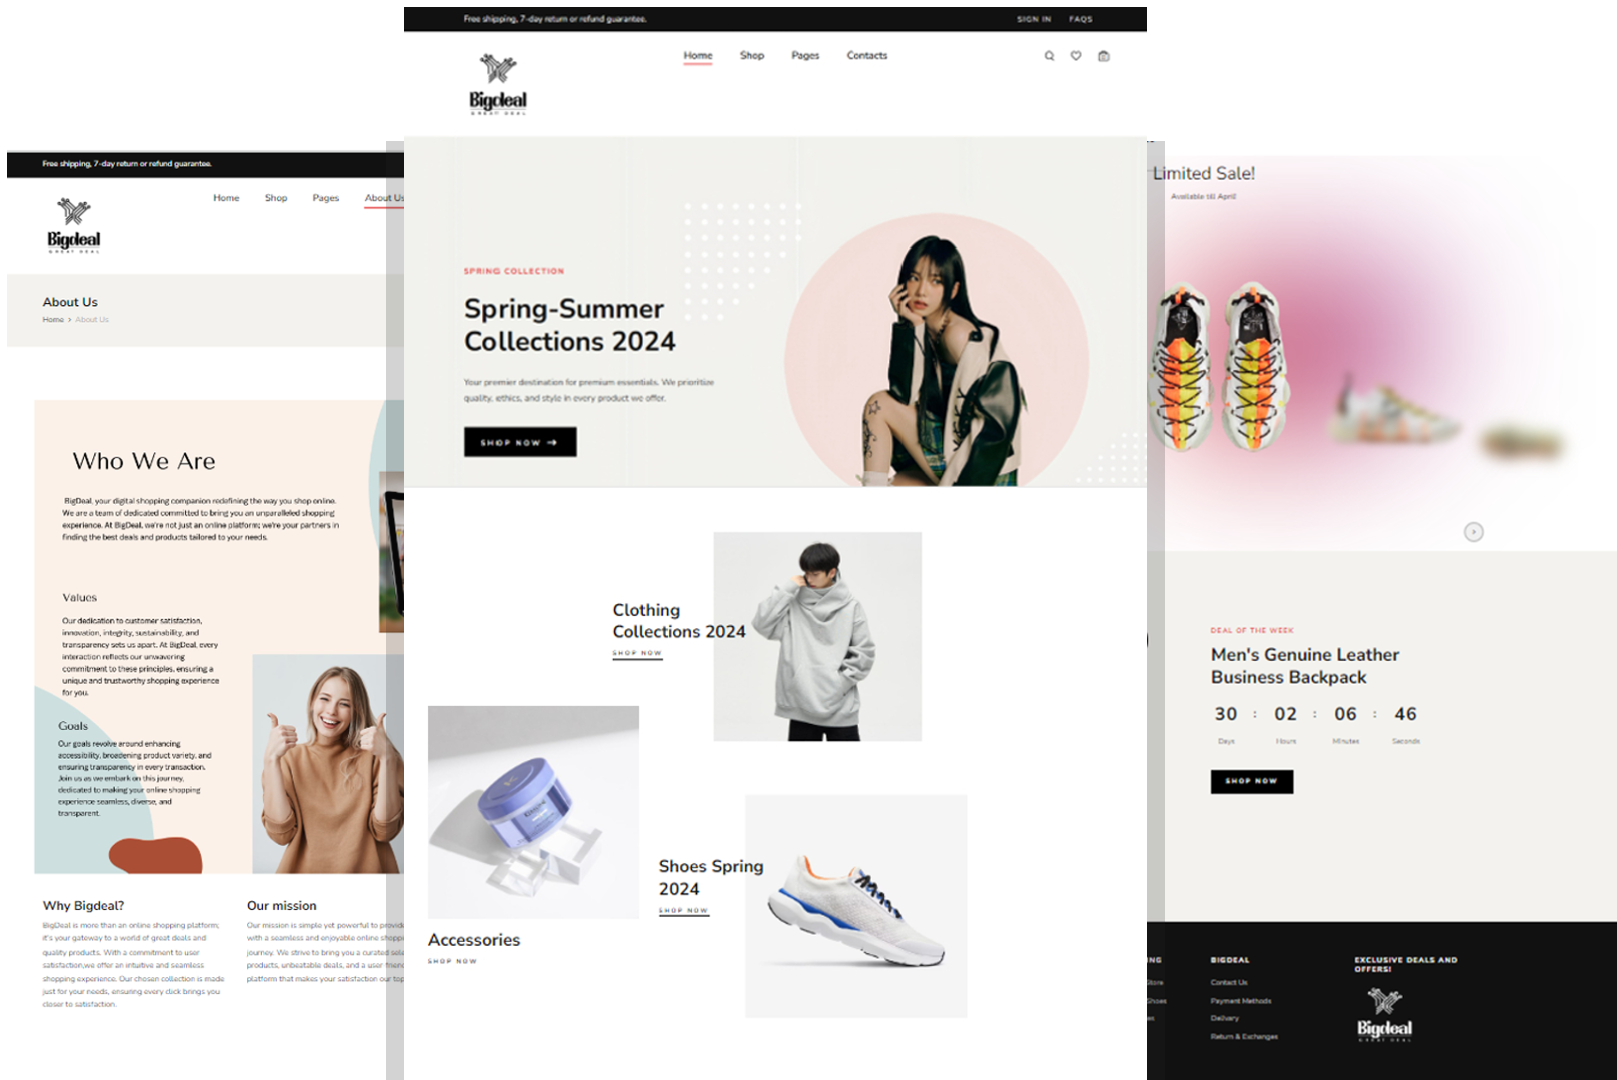 Free shipping, 7-day return or refund guarantee.
Home Shop Pages About Us
Bigdeal
GREAT DEAL
About Us
Home > About Us
Who We Are
BigDeal, your digital shopping companion redefining the way you shop online.
We are a team of dedicated committed to bring you an unparalleled shopping
experience. At BigDeal, we're not just an online platform; we're your partners in
finding the best deals and products tailored to your needs.
Values
Our dedication to customer satisfaction,
innovation, integrity, sustainability, and
transparency sets us apart. At BigDeal, every
interaction reflects our unwavering
commitment to these principles, ensuring a
unique and trustworthy shopping experience
for you.
Goals
Our goals revolve around enhancing
accessibility, broadening product variety, and
ensuring transparency in every transaction.
Join us as we embark on this journey,
dedicated to making your online shopping
experience seamless, diverse, and
transparent.
Why Bigdeal?
BigDeal is more than an online shopping platform;
it's your gateway to a world of great deals and
quality products. With a commitment to user
satisfaction,we offer an intuitive and seamless
shopping experience. Our chosen collection is made
just for your needs, ensuring every click brings you
closer to satisfaction.
Our mission
Our mission is simple yet powerful to provide
with a seamless and enjoyable online
journey. We strive to bring you a curated
products, unbeatable deals, and a user
platform that makes your satisfaction our top
Free shipping, 7-day return or refund guarantee.
SIGN IN FAQS
Home Shop Pages Contacts
Bigdeal
GREAT DEAL
SPRING COLLECTION
Spring-Summer
Collections 2024
Your premier destination for premium essentials. We prioritize
quality, ethics, and style in every product we offer.
SHOP NOW →
Clothing
Collections 2024
SHOP NOW
Accessories
SHOP NOW
Shoes Spring
2024
SHOP NOW
Limited Sale!
Available till April!
DEAL OF THE WEEK
Men's Genuine Leather
Business Backpack
30 : 02 : 06 : 46
Days Hours Minutes Seconds
SHOP NOW
NG
Store
Shoes
es
BIGDEAL
Contact Us
Payment Methods
Delivery
Return & Exchanges
EXCLUSIVE DEALS AND
OFFERS!
Bigdeal
GREAT DEAL